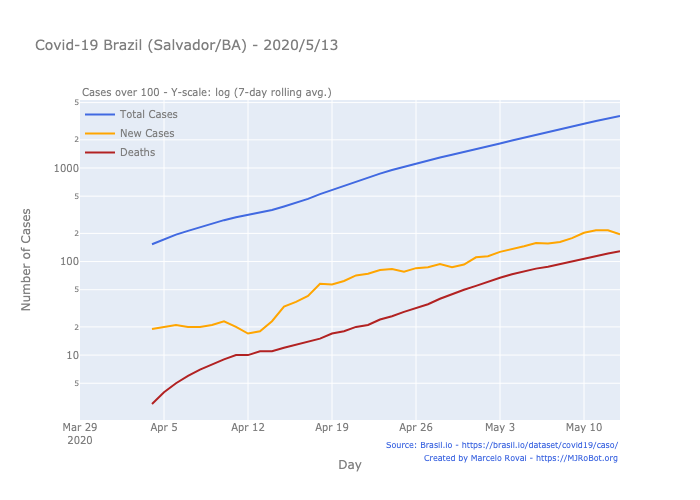 Covid-19 Brazil (Salvador/BA) - 2020/5/13
Cases over 100 - Y-scale: log (7-day rolling avg.)
Total Cases
New Cases
Deaths
5
2
1000
5
2
100
5
2
10
5
Number of Cases
Mar 29 Apr 5 Apr 12 Apr 19 Apr 26 May 3 May 10
2020
Source: Brasil.io - https://brasil.io/dataset/covid19/caso/
Created by Marcelo Rovai - https://MJRoBot.org
Day